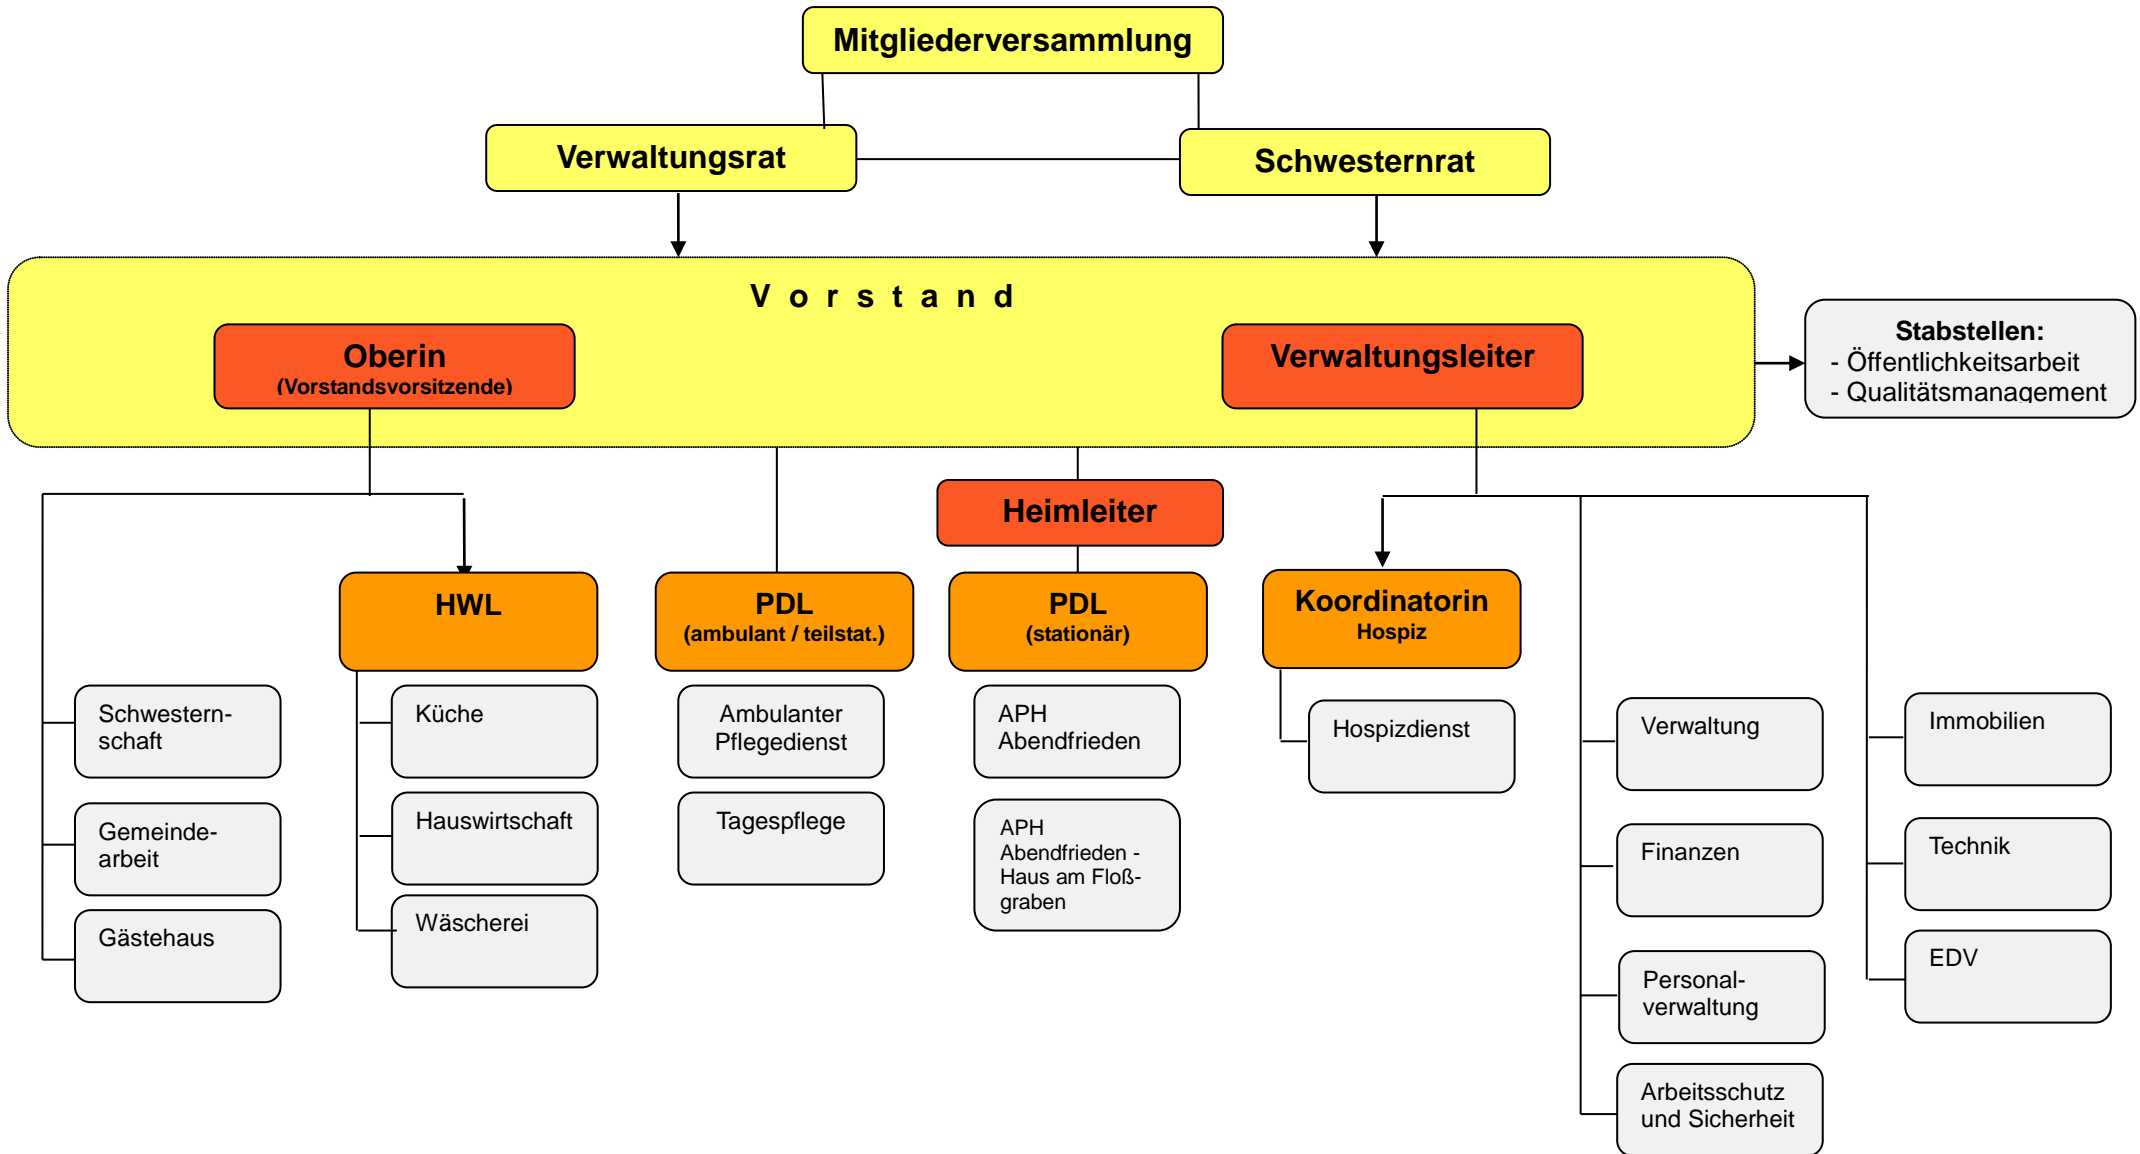 Mitgliederversammlung
Verwaltungsrat
Schwesternrat
Vorstand
Oberin
(Vorstandsvorsitzende)
Verwaltungsleiter
Stabstellen:
- Öffentlichkeitsarbeit
- Qualitätsmanagement
Heimleiter
HWL
PDL
(ambulant / teilstat.)
PDL
(stationär)
Koordinatorin
Hospiz
Schwestern-
schaft
Gemeinde-
arbeit
Gästehaus
Küche
Hauswirtschaft
Wäscherei
Ambulanter
Pflegedienst
Tagespflege
APH
Abendfrieden
APH
Abendfrieden -
Haus am Floß-
graben
Hospizdienst
Verwaltung
Finanzen
Personal-
verwaltung
Arbeitsschutz
und Sicherheit
Immobilien
Technik
EDV